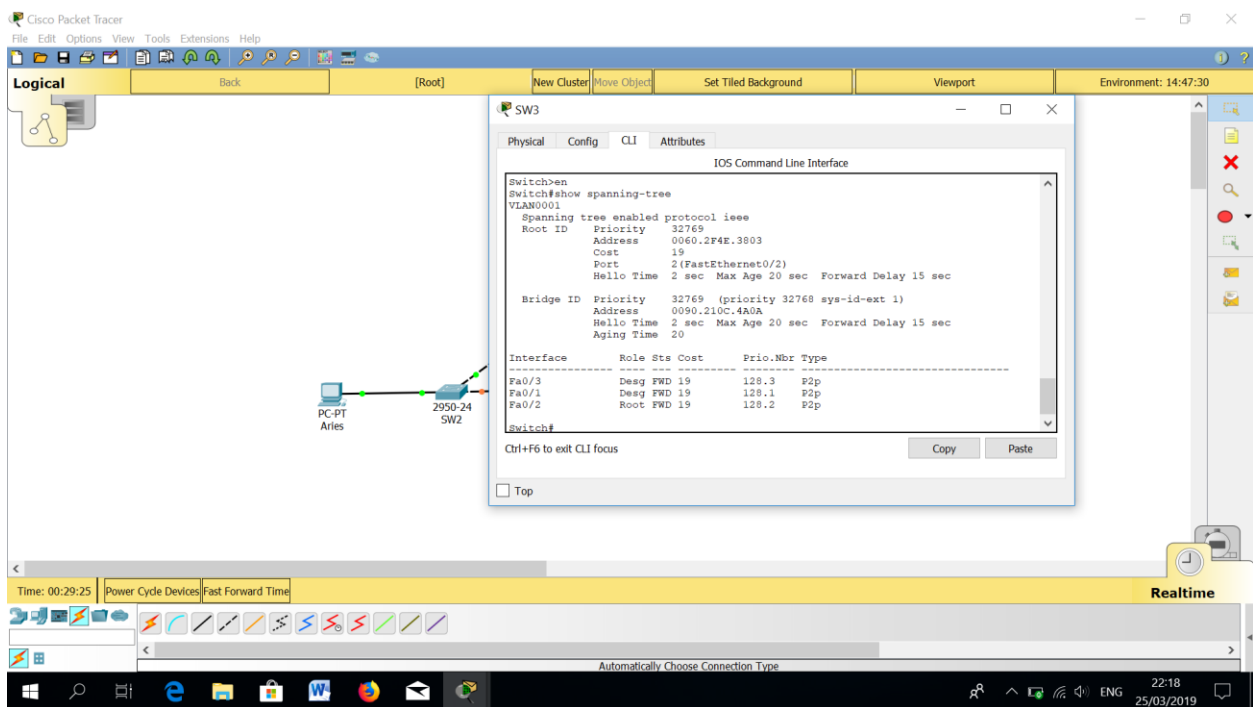 Cisco Packet Tracer
File Edit Options View Tools Extensions Help
Logical Back [Root] New Cluster Move Object Set Tiled Background Viewport Environment: 14:47:30
SW3
Physical Config CLI Attributes
IOS Command Line Interface
Switch>en
Switch#show spanning-tree
VLAN0001
Spanning tree enabled protocol ieee
Root ID Priority 32769
Address 0060.2F4E.3803
Cost 19
Port 2(FastEthernet0/2)
Hello Time 2 sec Max Age 20 sec Forward Delay 15 sec
Bridge ID Priority 32769 (priority 32768 sys-id-ext 1)
Address 0090.210C.4A0A
Hello Time 2 sec Max Age 20 sec Forward Delay 15 sec
Aging Time 20
Interface Role Sts Cost Prio.Nbr Type
---------------- ---- --- --------- -------- --------------------------------
Fa0/3 Desg FWD 19 128.3 P2p
Fa0/1 Desg FWD 19 128.1 P2p
Fa0/2 Root FWD 19 128.2 P2p
Switch#
Ctrl+F6 to exit CLI focus Copy Paste
Top
PC-PT
Aries
2950-24
SW2
Time: 00:29:25 Power Cycle Devices Fast Forward Time Realtime
Automatically Choose Connection Type
ENG 22:18
25/03/2019